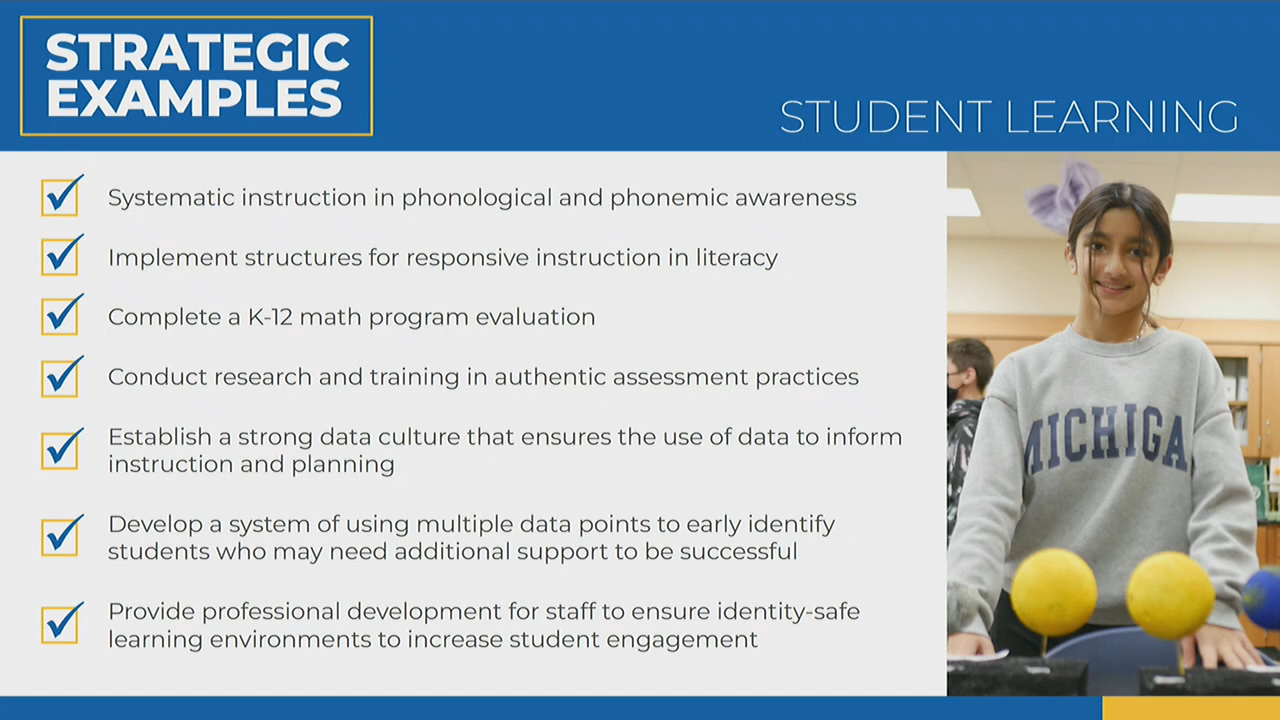 STRATEGIC
EXAMPLES
STUDENT LEARNING
Systematic instruction in phonological and phonemic awareness
Implement structures for responsive instruction in literacy
Complete a K-12 math program evaluation
Conduct research and training in authentic assessment practices
Establish a strong data culture that ensures the use of data to inform
instruction and planning
Develop a system of using multiple data points to early identify
students who may need additional support to be successful
Provide professional development for staff to ensure identity-safe
learning environments to increase student engagement
MICHIGA